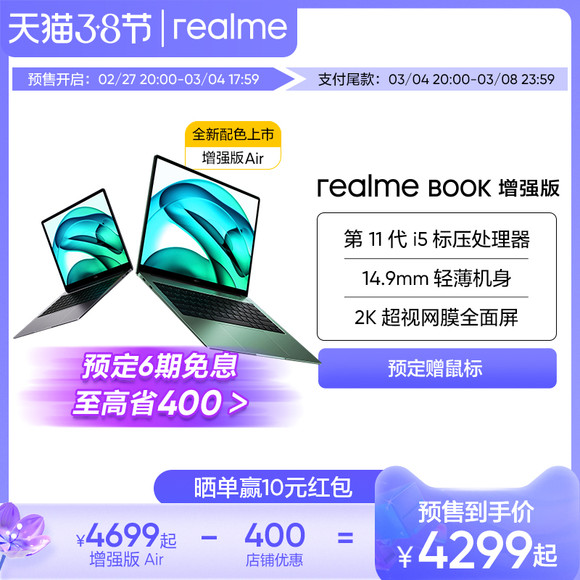 天猫3.8节 realme
预售开启：02/27 20:00-03/04 17:59
支付尾款：03/04 20:00-03/08 23:59
全新配色上市
增强版Air
realme BOOK 增强版
第 11 代 i5 标压处理器
14.9mm 轻薄机身
2K 超视网膜全面屏
预定赠鼠标
预定6期免息
至高省400 >
晒单赢10元红包
¥4699起 - 400 =
增强版 Air 店铺优惠
预售到手价
¥4299起